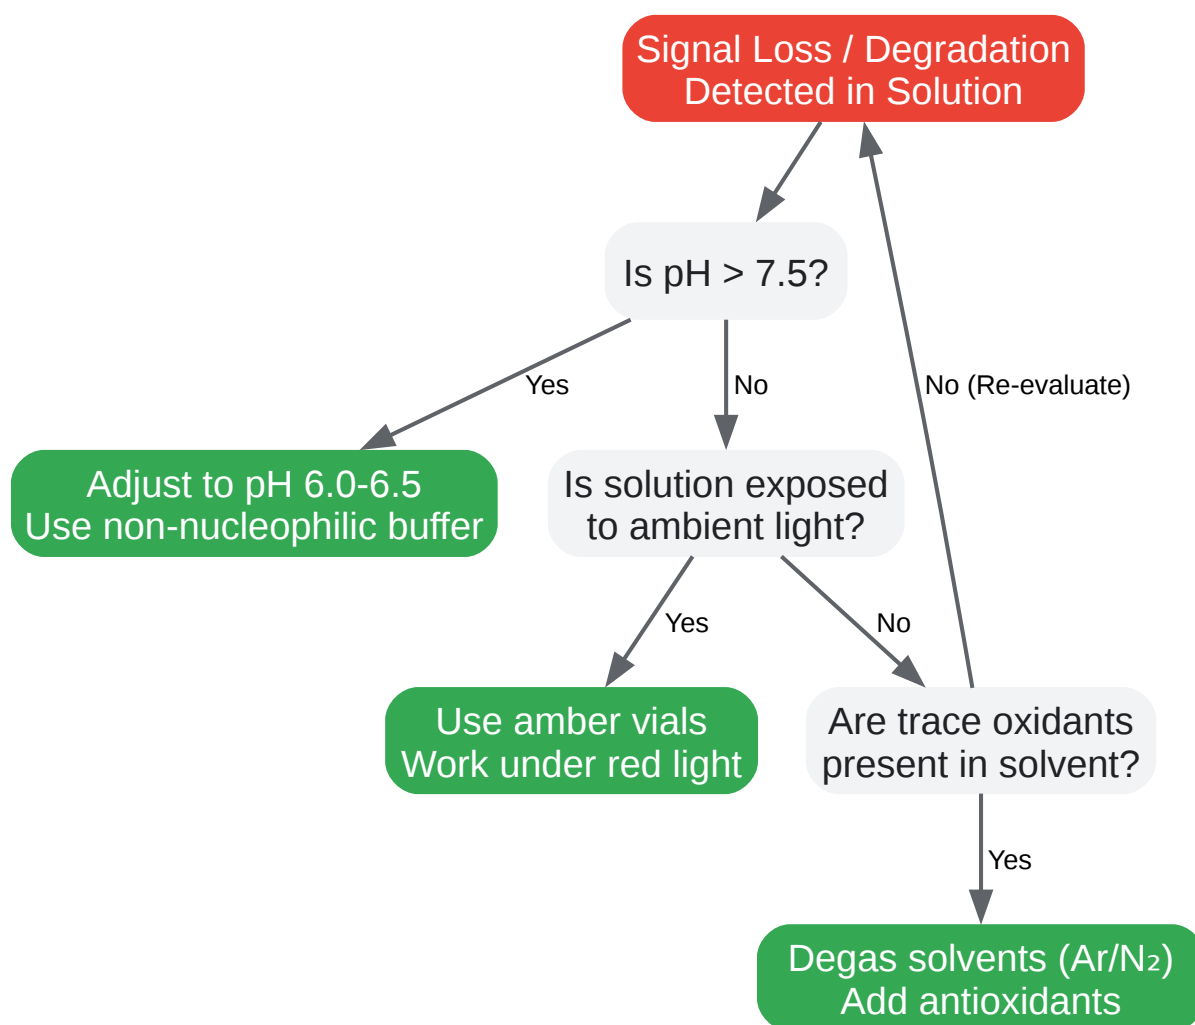 Signal Loss / Degradation
Detected in Solution
Is pH > 7.5?
Yes
No
No (Re-evaluate)
Adjust to pH 6.0-6.5
Use non-nucleophilic buffer
Is solution exposed
to ambient light?
Yes
No
Use amber vials
Work under red light
Are trace oxidants
present in solvent?
Yes
Degas solvents (Ar/N₂)
Add antioxidants